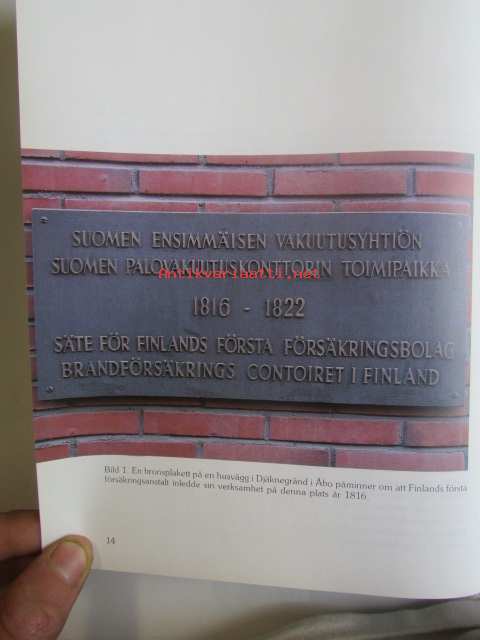 SUOMEN ENSIMMÄISEN VAKUUTUSYHTIÖN
SUOMEN PALOVAKUUTUSKONTTORIN TOIMIPAIKKA
Antikvariaatti.net
1816 - 1822
SÄTE FÖR FINLANDS FÖRSTA FÖRSÄKRINGSBOLAG
BRANDFÖRSÄKRINGS CONTOIRET I FINLAND
Bild 1. En bronsplakett på en husvägg i Djäknegränd i Åbo påminner om att Finlands första
försäkringsanstalt inledde sin verksamhet på denna plats år 1816.
14